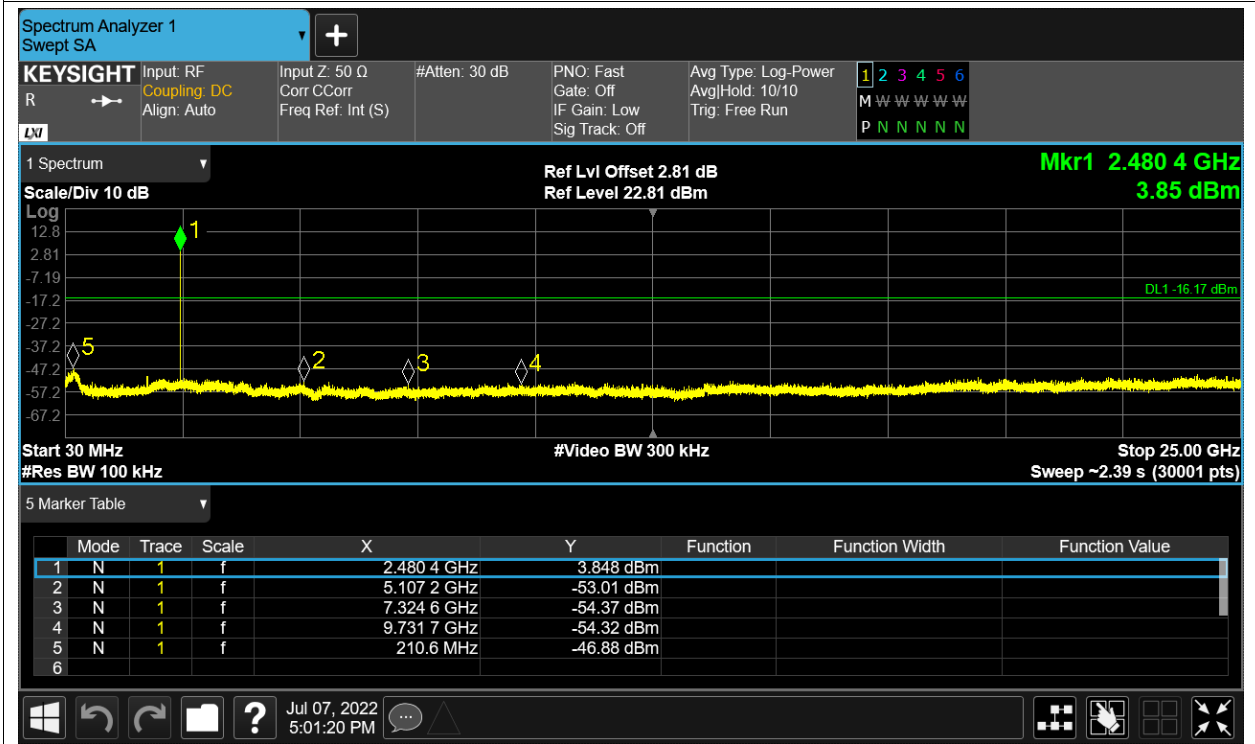 Spectrum Analyzer 1
Swept SA
+
KEYSIGHT
R
LXI
Input: RF
Coupling: DC
Align: Auto
Input Z: 50 Ω
Corr CCorr
Freq Ref: Int (S)
#Atten: 30 dB
PNO: Fast
Gate: Off
IF Gain: Low
Sig Track: Off
Avg Type: Log-Power
Avg|Hold: 10/10
Trig: Free Run
1 2 3 4 5 6
M W W W W W
P N N N N N
1 Spectrum
Scale/Div 10 dB
Ref Lvl Offset 2.81 dB
Ref Level 22.81 dBm
Mkr1 2.480 4 GHz
3.85 dBm
Log
12.8
2.81
-7.19
-17.2
-27.2
-37.2
-47.2
-57.2
-67.2
1
DL1 -16.17 dBm
5
2
3
4
Start 30 MHz
#Video BW 300 kHz
Stop 25.00 GHz
#Res BW 100 kHz
Sweep ~2.39 s (30001 pts)
5 Marker Table
Mode Trace Scale X Y Function Function Width Function Value
1 N 1 f 2.480 4 GHz 3.848 dBm
2 N 1 f 5.107 2 GHz -53.01 dBm
3 N 1 f 7.324 6 GHz -54.37 dBm
4 N 1 f 9.731 7 GHz -54.32 dBm
5 N 1 f 210.6 MHz -46.88 dBm
6
?
Jul 07, 2022
5:01:20 PM